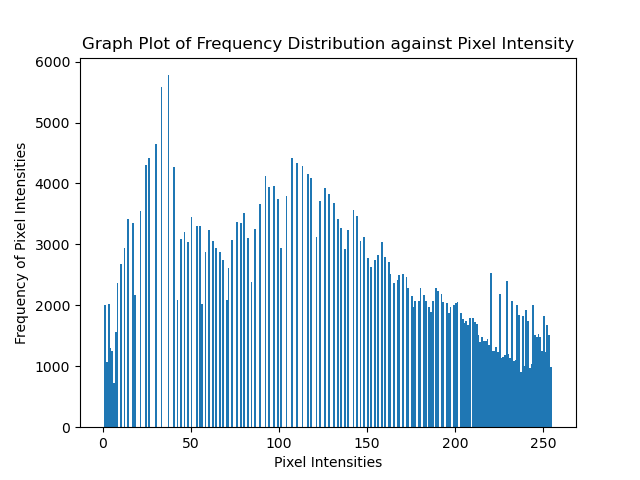 Graph Plot of Frequency Distribution against Pixel Intensity
6000
5000
4000
3000
2000
1000
0
Frequency of Pixel Intensities
0 50 100 150 200 250
Pixel Intensities